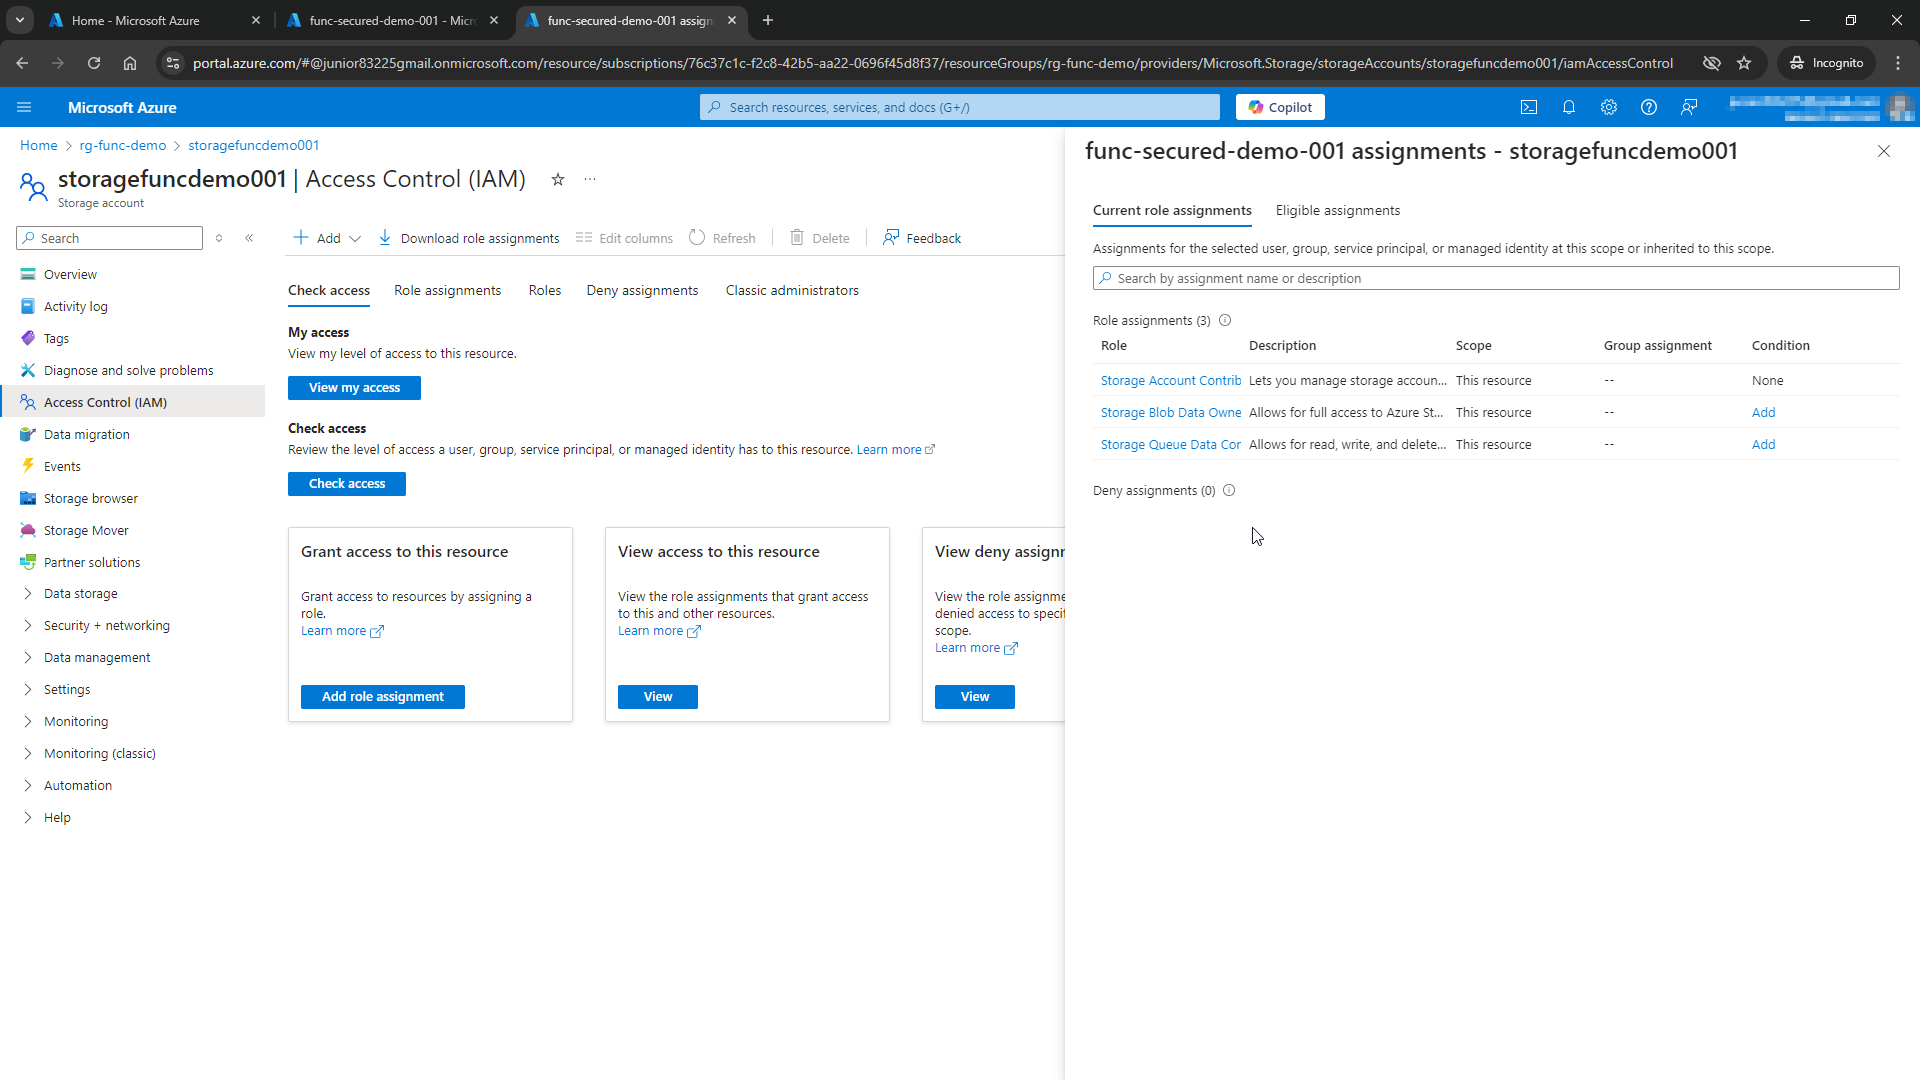 Home - Microsoft Azure
func-secured-demo-001 - Micr
func-secured-demo-001 assign
portal.azure.com/#@junior83225gmail.onmicrosoft.com/resource/subscriptions/76c37c1c-f2c8-42b5-aa22-0696f45d8f37/resourceGroups/rg-func-demo/providers/Microsoft.Storage/storageAccounts/storagefuncdemo001/iamAccessControl
Incognito
Microsoft Azure
Search resources, services, and docs (G+/)
Copilot
Home > rg-func-demo > storagefuncdemo001
storagefuncdemo001 | Access Control (IAM)
Storage account
Search
Overview
Activity log
Tags
Diagnose and solve problems
Access Control (IAM)
Data migration
Events
Storage browser
Storage Mover
Partner solutions
Data storage
Security + networking
Data management
Settings
Monitoring
Monitoring (classic)
Automation
Help
Add
Download role assignments
Edit columns
Refresh
Delete
Feedback
Check access Role assignments Roles Deny assignments Classic administrators
My access
View my level of access to this resource.
View my access
Check access
Review the level of access a user, group, service principal, or managed identity has to this resource. Learn more
Check access
Grant access to this resource
Grant access to resources by assigning a
role.
Learn more
Add role assignment
View access to this resource
View the role assignments that grant access
to this and other resources.
Learn more
View
View deny assignm
View the role assignme
denied access to specif
scope.
Learn more
View
func-secured-demo-001 assignments - storagefuncdemo001
Current role assignments Eligible assignments
Assignments for the selected user, group, service principal, or managed identity at this scope or inherited to this scope.
Search by assignment name or description
Role assignments (3)
Role Description Scope Group assignment Condition
Storage Account Contrib Lets you manage storage accoun... This resource -- None
Storage Blob Data Owne Allows for full access to Azure St... This resource -- Add
Storage Queue Data Cor Allows for read, write, and delete... This resource -- Add
Deny assignments (0)